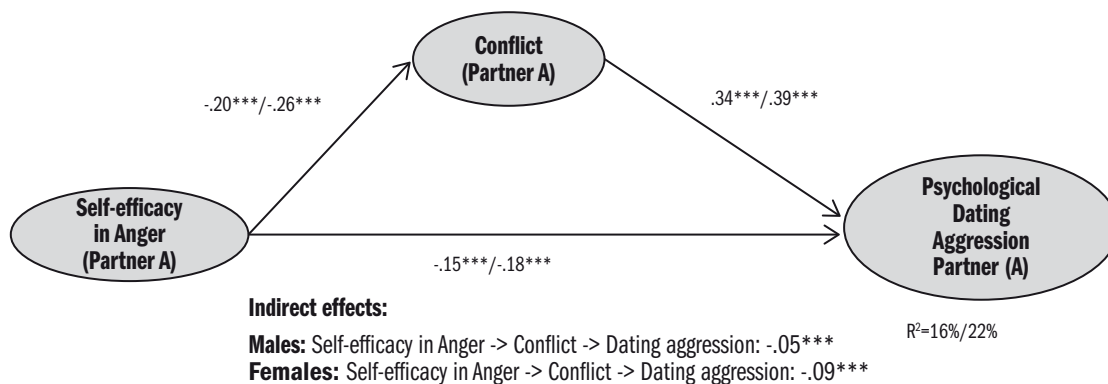 Conflict
(Partner A)
-.20***/-.26***
.34***/.39***
Self-efficacy
in Anger
(Partner A)
Psychological
Dating
Aggression
Partner (A)
-.15***/-.18***
Indirect effects:
R²=16%/22%
Males: Self-efficacy in Anger -> Conflict -> Dating aggression: -.05***
Females: Self-efficacy in Anger -> Conflict -> Dating aggression: -.09***